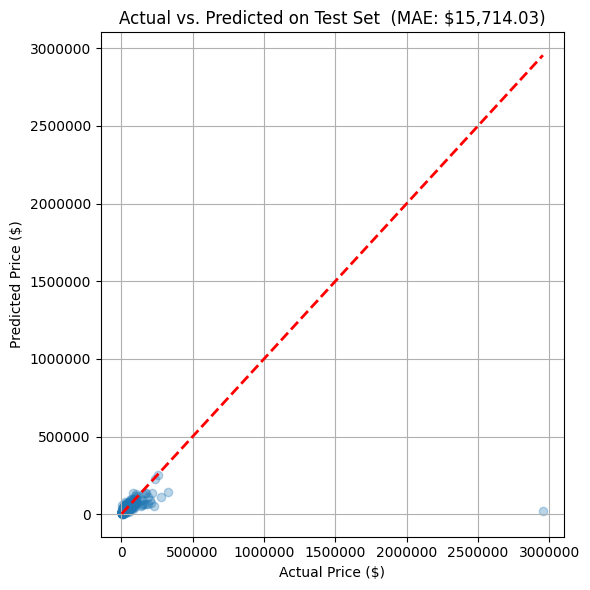 Actual vs. Predicted on Test Set  (MAE: $15,714.03)
Predicted Price ($)
3000000
2500000
2000000
1500000
1000000
500000
0
0 500000 1000000 1500000 2000000 2500000 3000000
Actual Price ($)